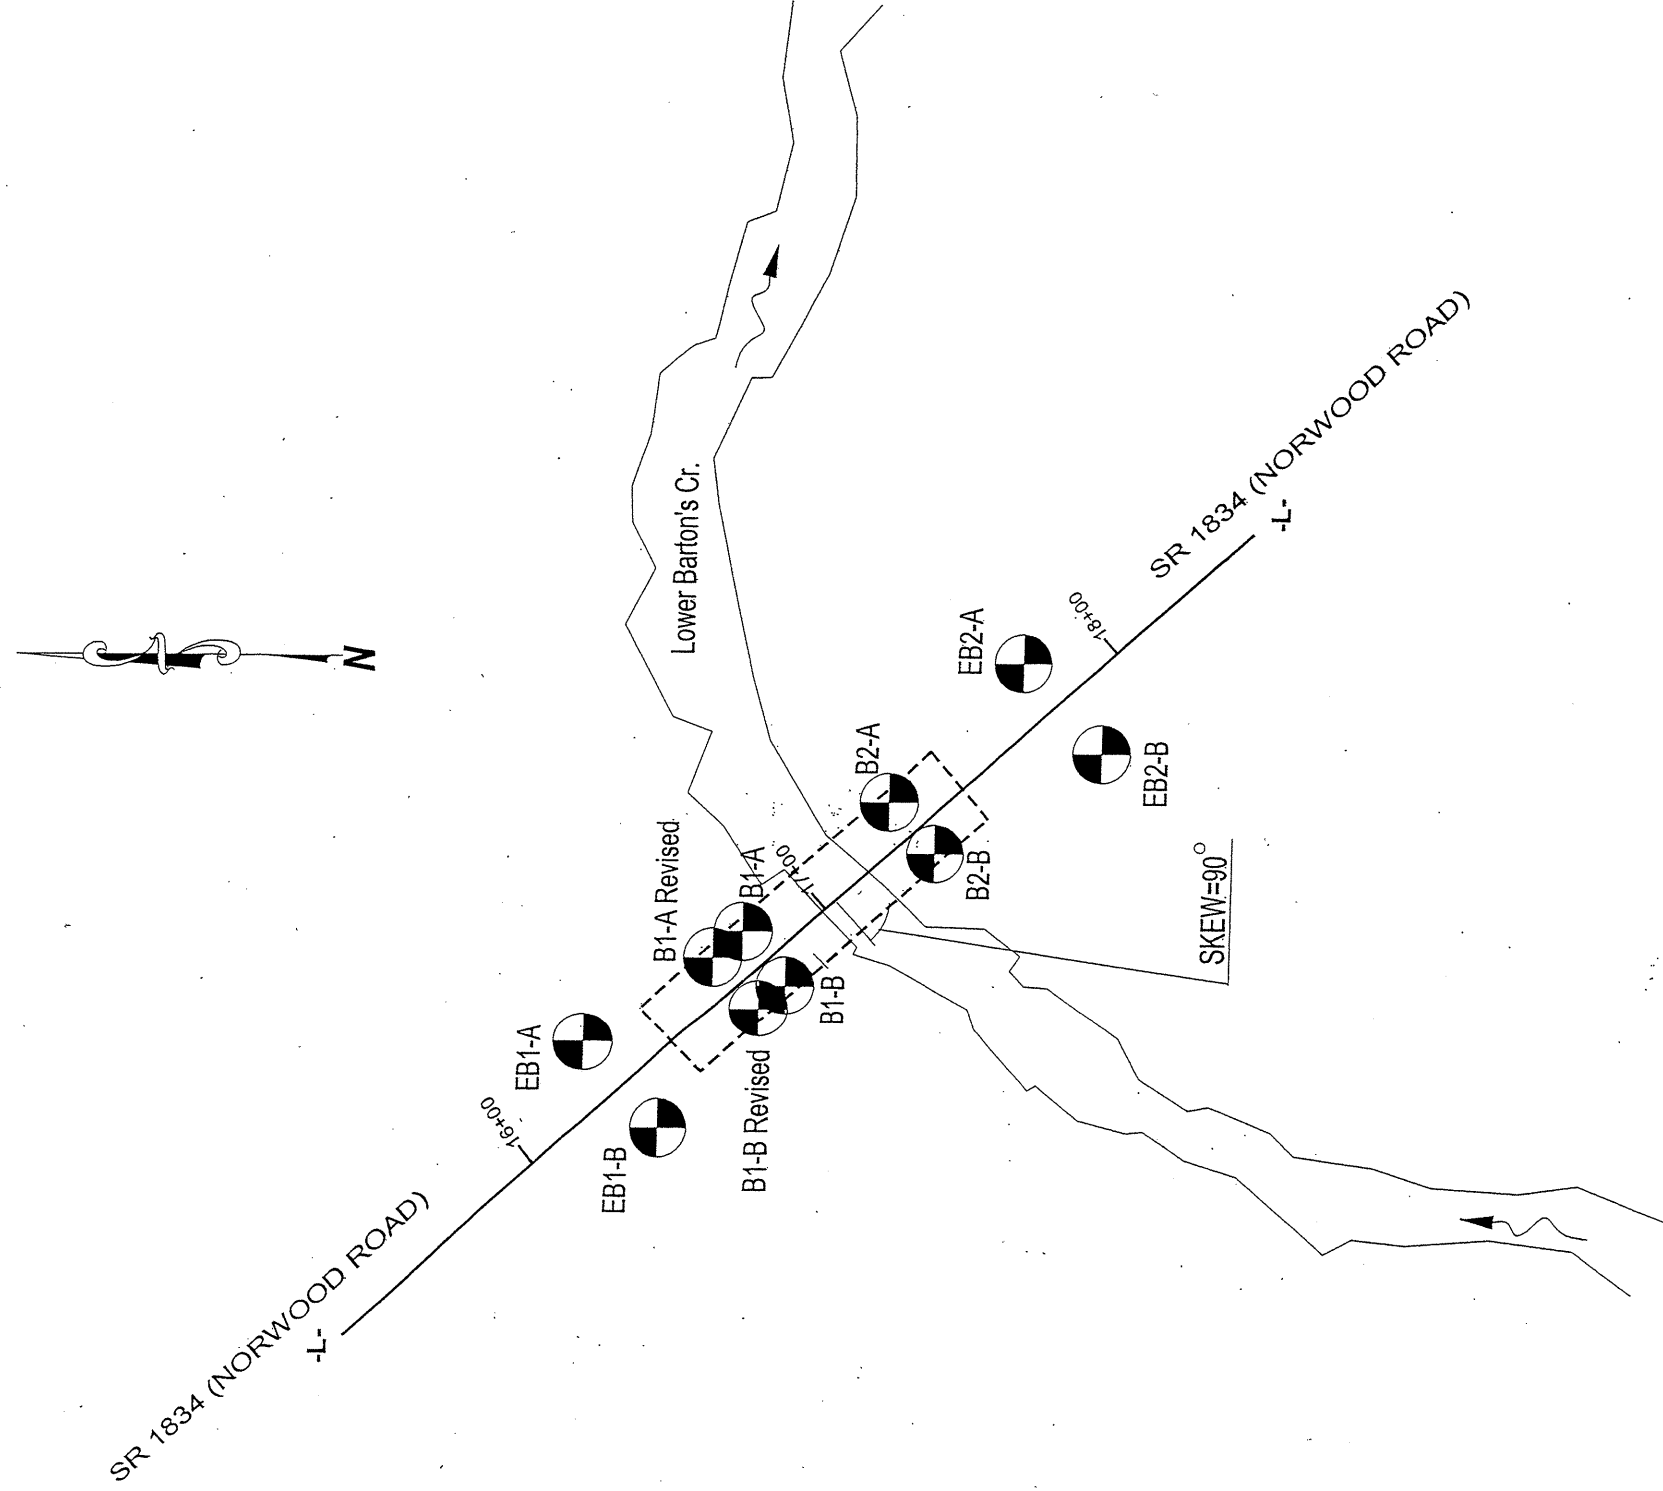 N
Lower Barton's Cr.
SR 1834 (NORWOOD ROAD)
-L-
18+00
EB2-A
EB2-B
B2-A
B2-B
17+00
B1-A Revised
B1-A
B1-B
B1-B Revised
SKEW=90°
EB1-A
EB1-B
16+00
SR 1834 (NORWOOD ROAD)
-L-